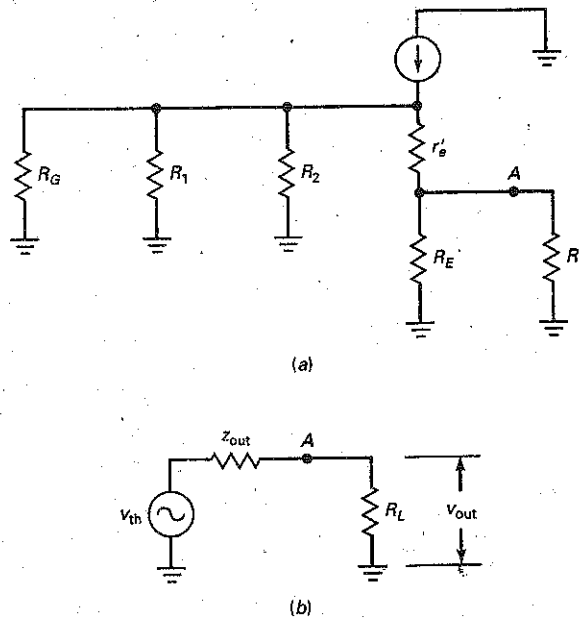 R_G
R_1
R_2
r'_e
A
R_E
R
(a)
z_out
A
v_th
R_L
v_out
(b)